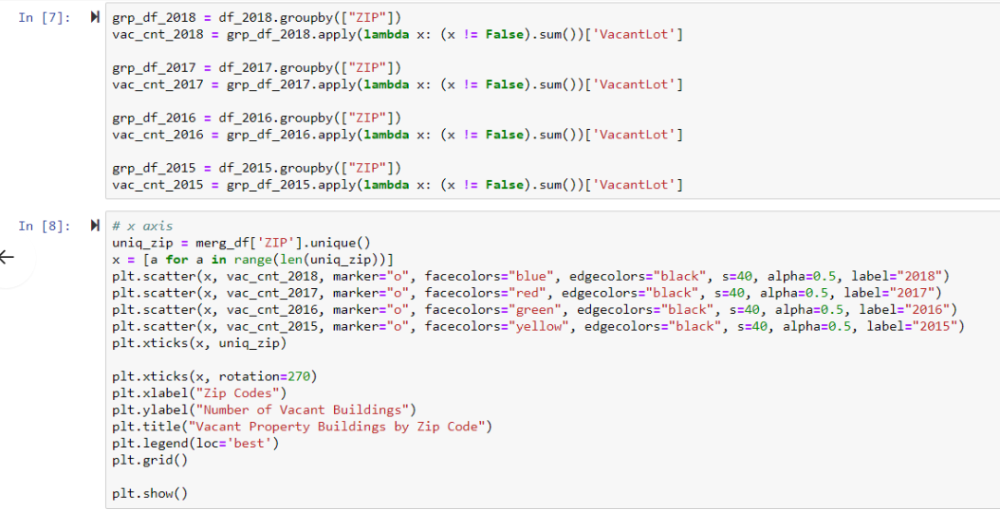 In [7]:
grp_df_2018 = df_2018.groupby(["ZIP"])
vac_cnt_2018 = grp_df_2018.apply(lambda x: (x != False).sum())['VacantLot']
grp_df_2017 = df_2017.groupby(["ZIP"])
vac_cnt_2017 = grp_df_2017.apply(lambda x: (x != False).sum())['VacantLot']
grp_df_2016 = df_2016.groupby(["ZIP"])
vac_cnt_2016 = grp_df_2016.apply(lambda x: (x != False).sum())['VacantLot']
grp_df_2015 = df_2015.groupby(["ZIP"])
vac_cnt_2015 = grp_df_2015.apply(lambda x: (x != False).sum())['VacantLot']
In [8]:
# x axis
uniq_zip = merg_df['ZIP'].unique()
x = [a for a in range(len(uniq_zip))]
plt.scatter(x, vac_cnt_2018, marker="o", facecolors="blue", edgecolors="black", s=40, alpha=0.5, label="2018")
plt.scatter(x, vac_cnt_2017, marker="o", facecolors="red", edgecolors="black", s=40, alpha=0.5, label="2017")
plt.scatter(x, vac_cnt_2016, marker="o", facecolors="green", edgecolors="black", s=40, alpha=0.5, label="2016")
plt.scatter(x, vac_cnt_2015, marker="o", facecolors="yellow", edgecolors="black", s=40, alpha=0.5, label="2015")
plt.xticks(x, uniq_zip)
plt.xticks(x, rotation=270)
plt.xlabel("Zip Codes")
plt.ylabel("Number of Vacant Buildings")
plt.title("Vacant Property Buildings by Zip Code")
plt.legend(loc='best')
plt.grid()
plt.show()